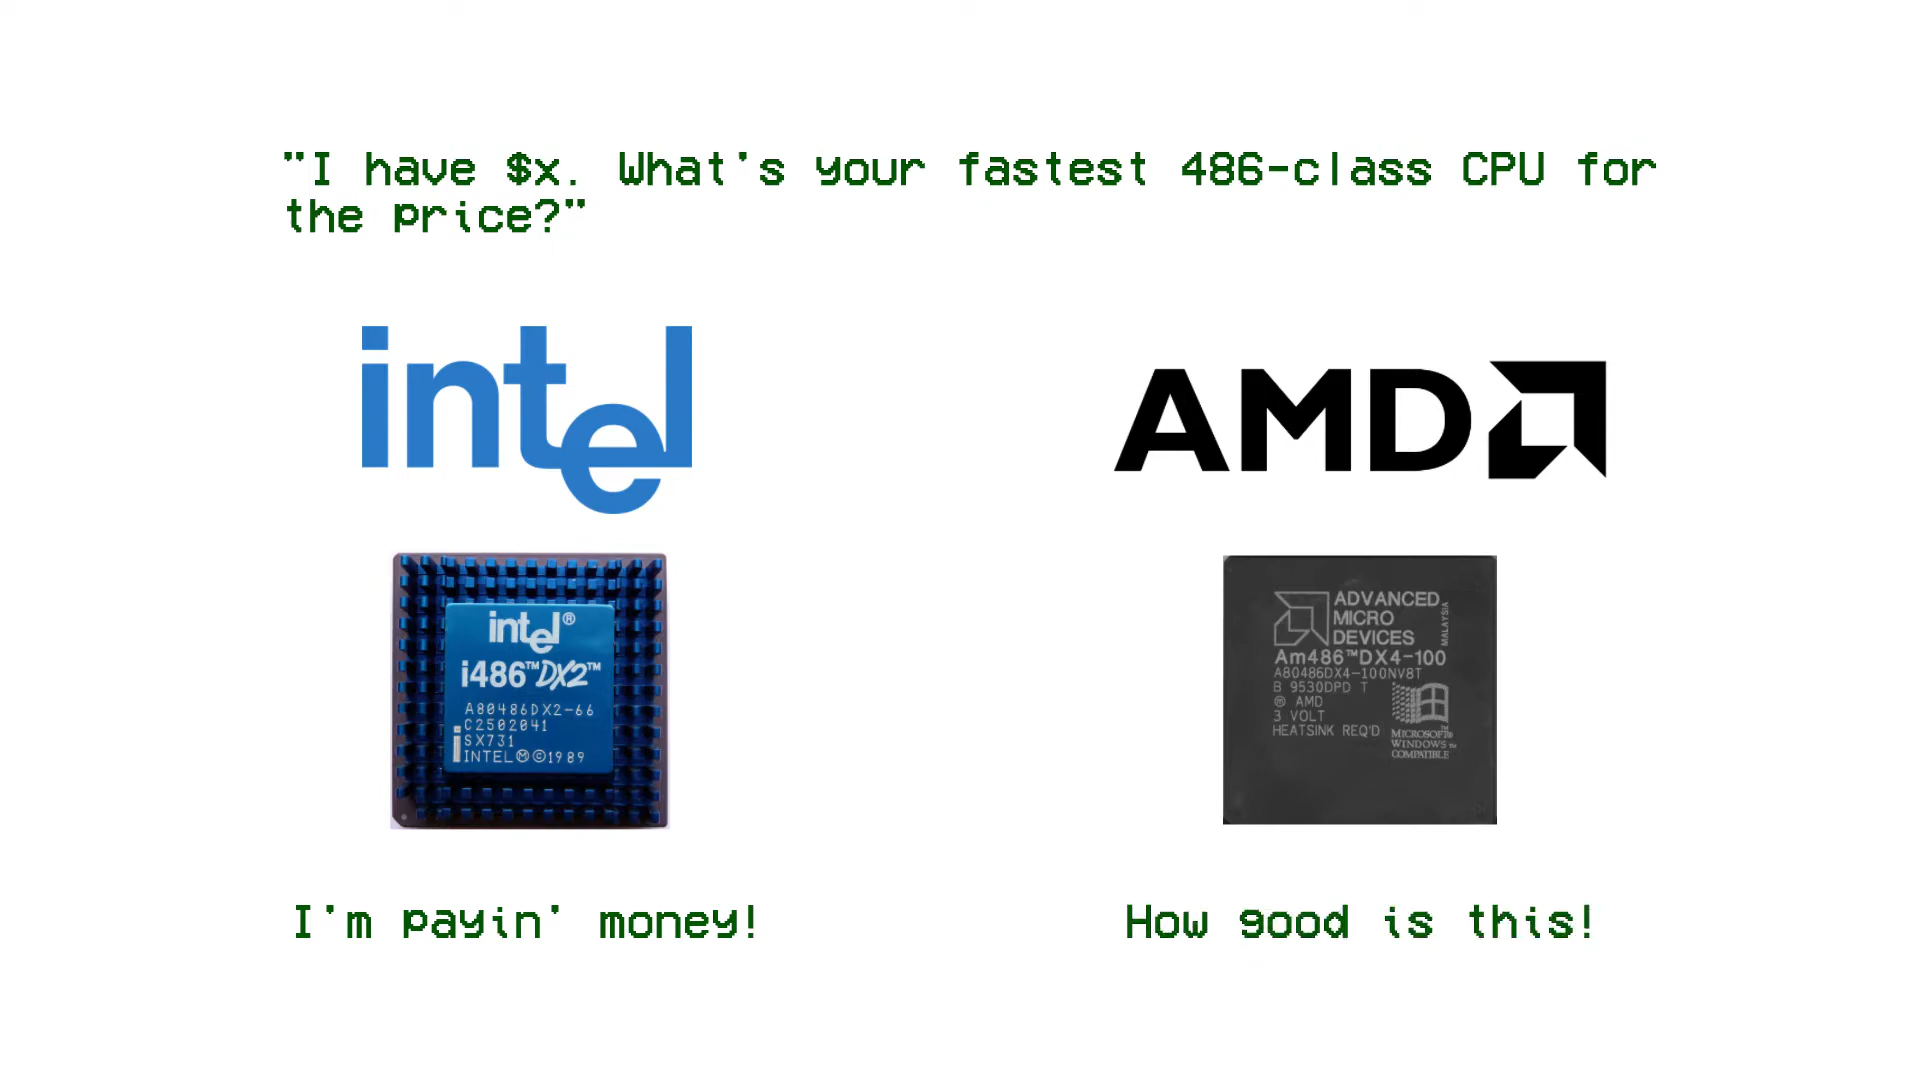 "I have $x. What's your fastest 486-class CPU for
the price?"
intel
AMD
intel®
i486™DX2™
A80486DX2-66
C2502041
SX731
INTEL Ⓜ©1989
ADVANCED
MICRO
DEVICES
MALAYSIA
Am486™DX4-100
A80486DX4-100NV8T
B 9530DPD T
Ⓜ AMD
3 VOLT
HEATSINK REQ'D
MICROSOFT®
WINDOWS™
COMPATIBLE
I'm payin' money!
How good is this!